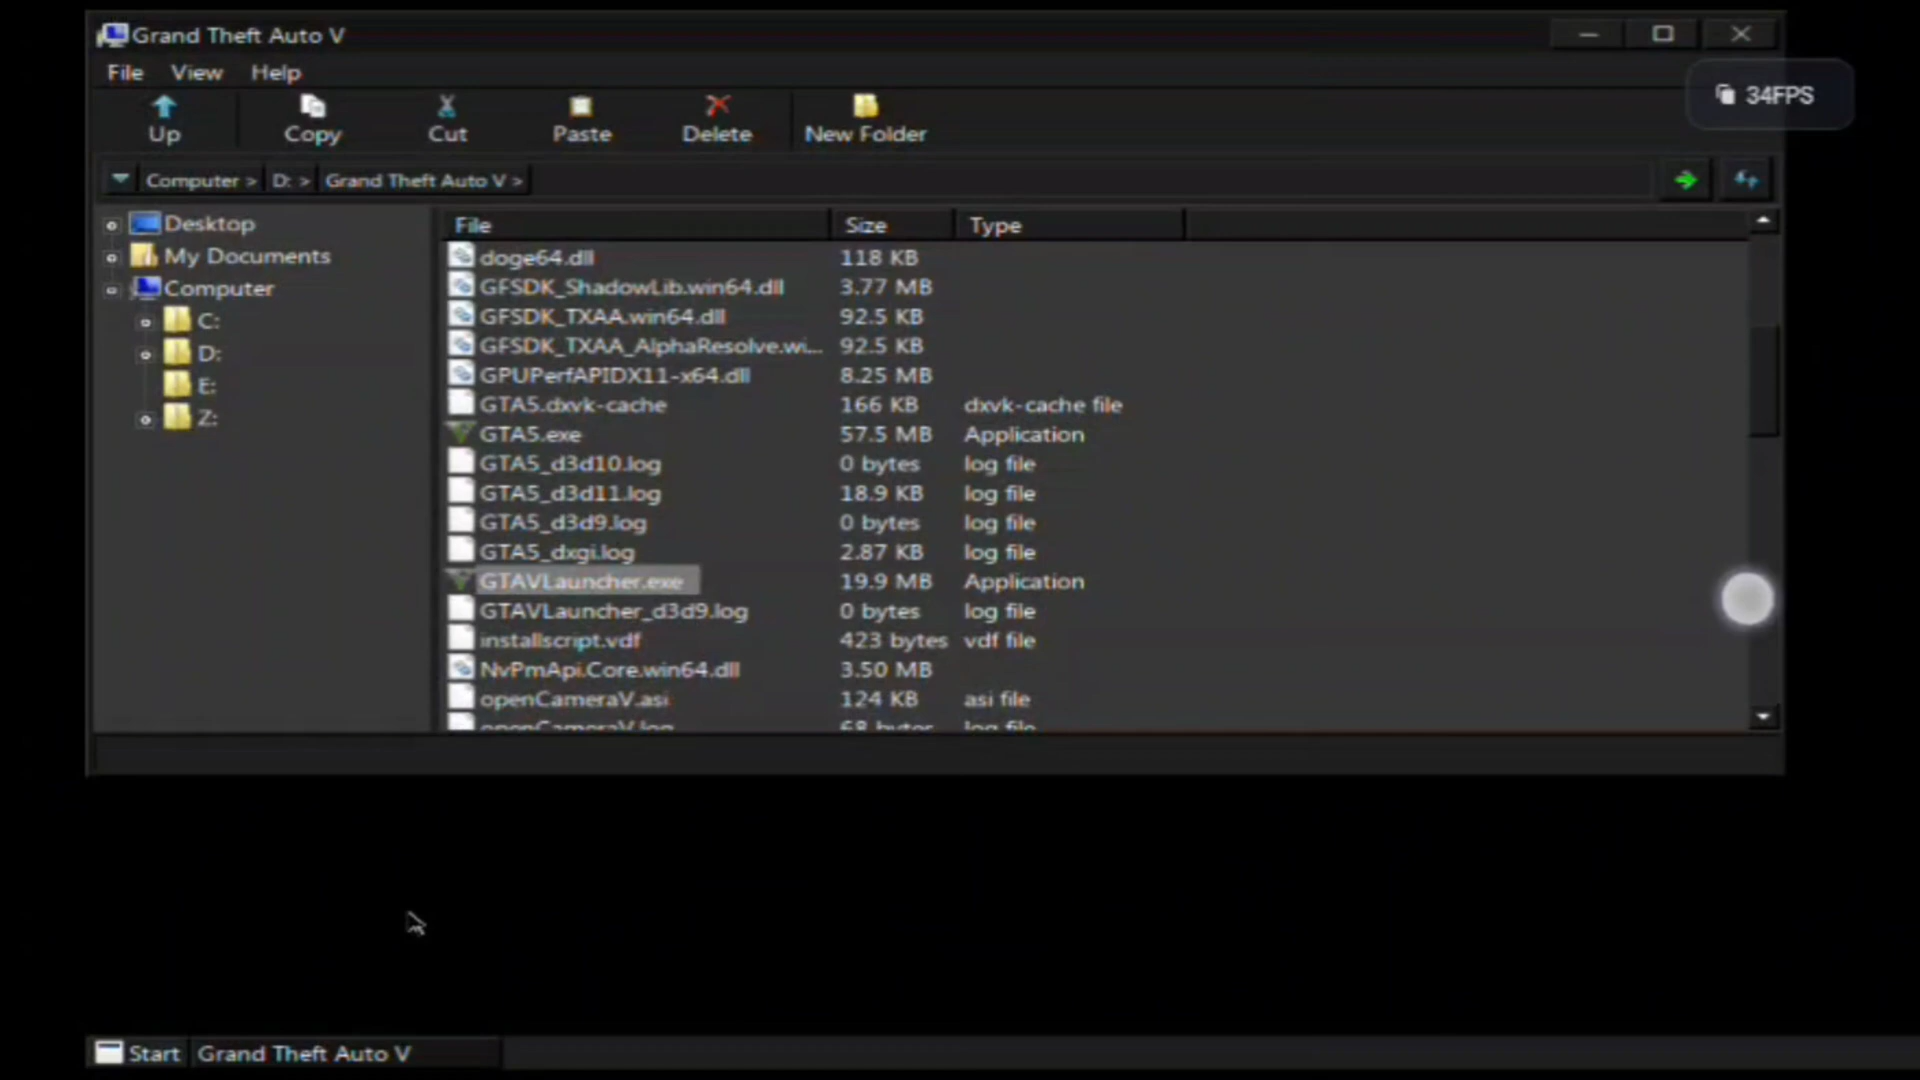 Grand Theft Auto V
File View Help
34FPS
Up Copy Cut Paste Delete New Folder
Computer > D: > Grand Theft Auto V >
Desktop
My Documents
Computer
C:
D:
E:
Z:
File Size Type
doge64.dll 118 KB
GFSDK_ShadowLib.win64.dll 3.77 MB
GFSDK_TXAA.win64.dll 92.5 KB
GFSDK_TXAA_AlphaResolve.wi... 92.5 KB
GPUPerfAPIDX11-x64.dll 8.25 MB
GTA5.dxvk-cache 166 KB dxvk-cache file
GTA5.exe 57.5 MB Application
GTA5_d3d10.log 0 bytes log file
GTA5_d3d11.log 18.9 KB log file
GTA5_d3d9.log 0 bytes log file
GTA5_dxgi.log 2.87 KB log file
GTAVLauncher.exe 19.9 MB Application
GTAVLauncher_d3d9.log 0 bytes log file
installscript.vdf 423 bytes vdf file
NvPmApi.Core.win64.dll 3.50 MB
openCameraV.asi 124 KB asi file
openCameraV.log 68 bytes log file
Start Grand Theft Auto V